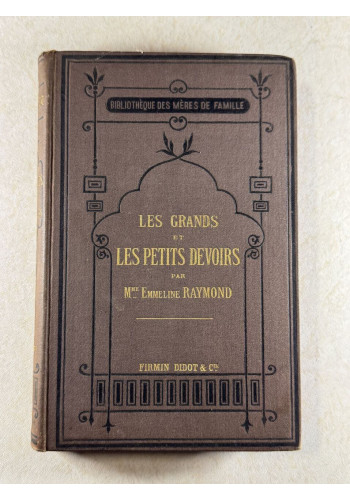 BIBLIOTHÈQUE DES MÈRES DE FAMILLE
LES GRANDS
ET
LES PETITS DEVOIRS
PAR
MME EMMELINE RAYMOND
FIRMIN DIDOT & CIE